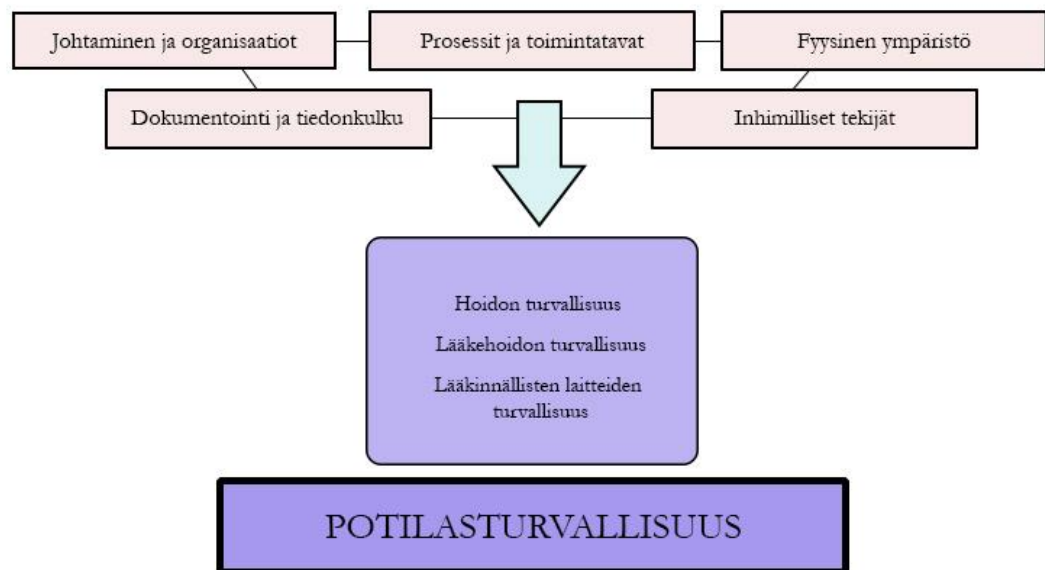 Johtaminen ja organisaatiot
Prosessit ja toimintatavat
Fyysinen ympäristö
Dokumentointi ja tiedonkulku
Inhimilliset tekijät
Hoidon turvallisuus
Lääkehoidon turvallisuus
Lääkinnällisten laitteiden
turvallisuus
POTILASTURVALLISUUS